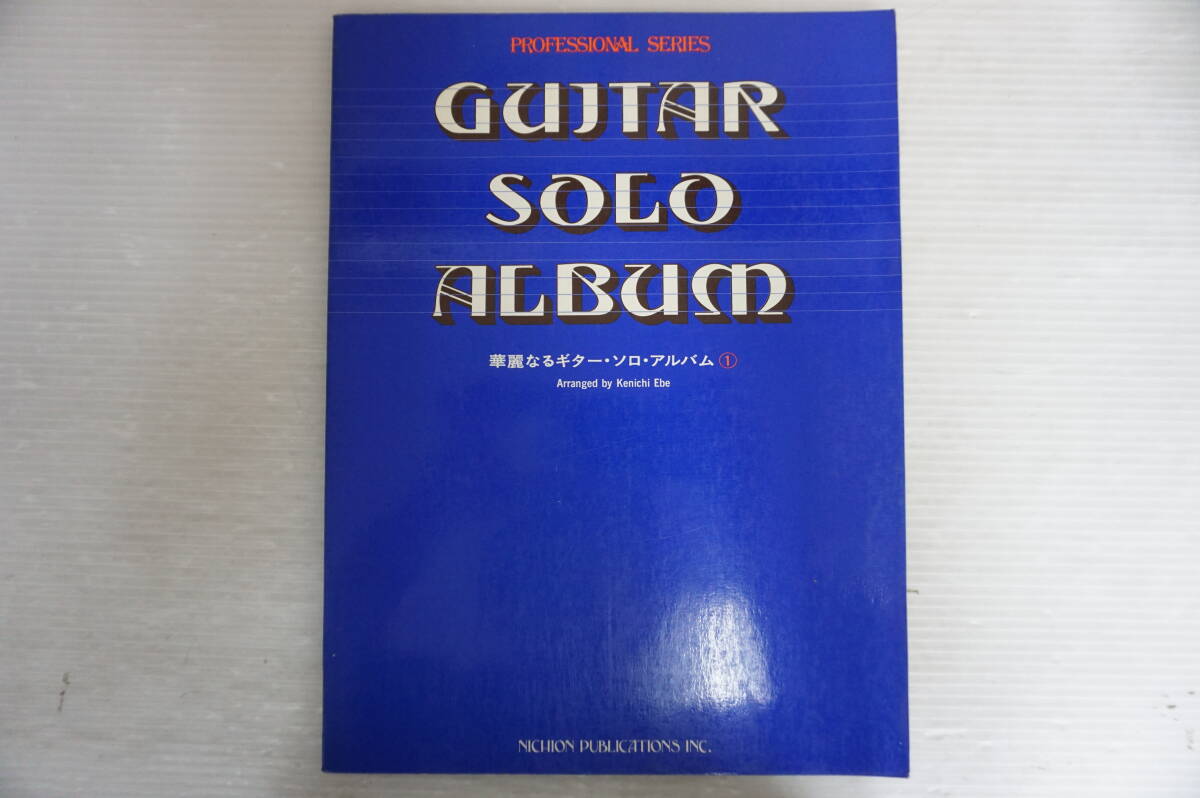 PROFESSIONAL SERIES
GUITAR
SOLO
ALBUM
華麗なるギター・ソロ・アルバム①
Arranged by Kenichi Ebe
NICHION PUBLICATIONS INC.